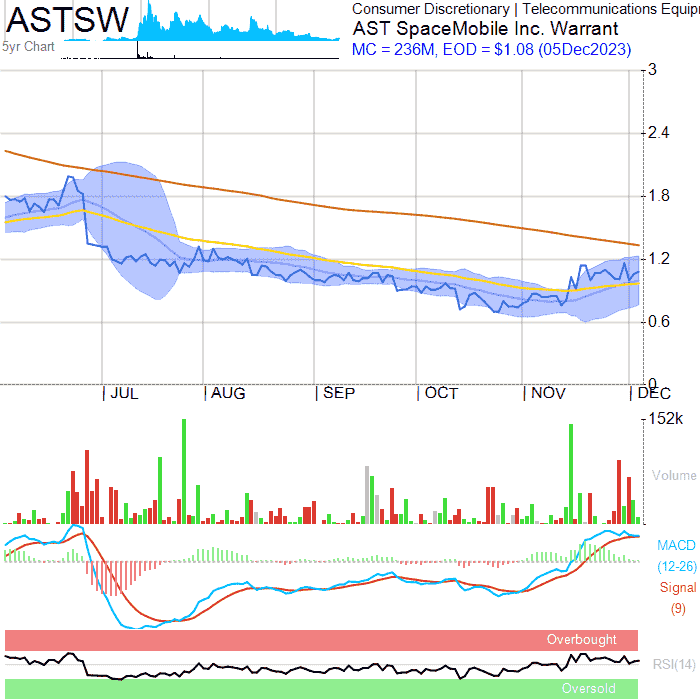 ASTSW
5yr Chart
Consumer Discretionary | Telecommunications Equip
AST SpaceMobile Inc. Warrant
MC = 236M, EOD = $1.08 (05Dec2023)
3
2.4
1.8
1.2
0.6
0
JUL
AUG
SEP
OCT
NOV
DEC
152k
Volume
MACD
(12-26)
Signal
(9)
Overbought
RSI(14)
Oversold